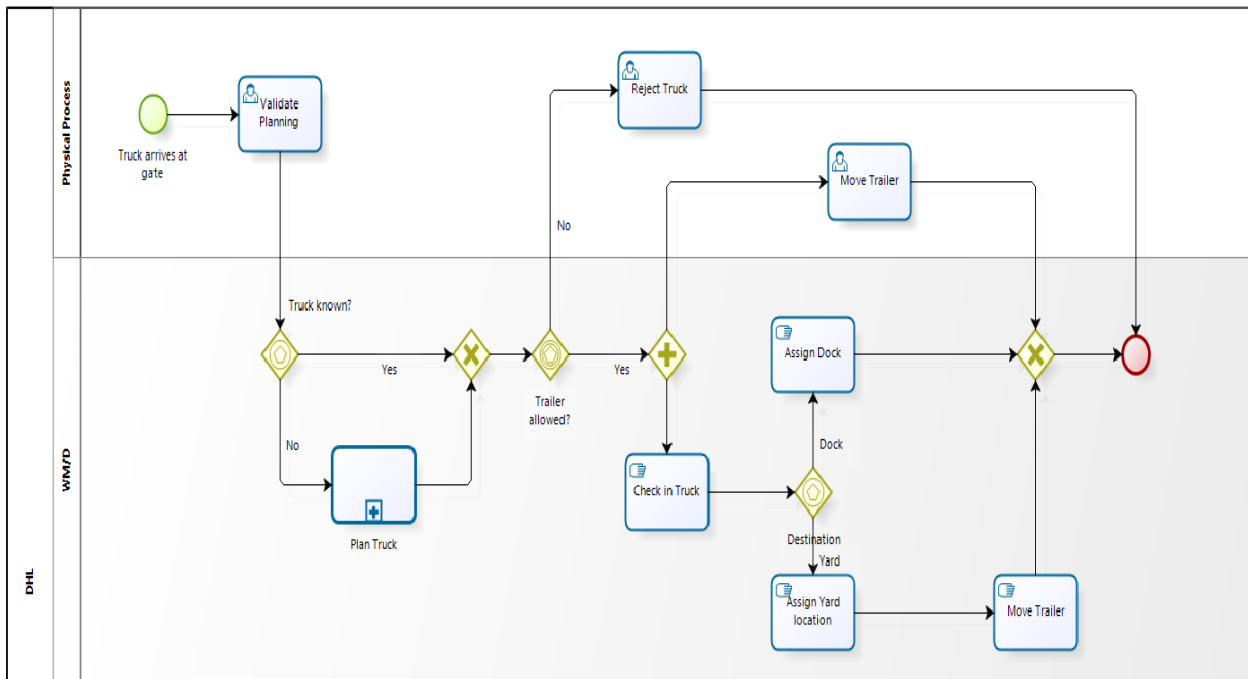 DHL
Physical Process
WM/D
Truck arrives at
gate
Validate
Planning
Reject Truck
Move Trailer
No
Truck known?
Yes
No
Plan Truck
Trailer
allowed?
Yes
Check in Truck
Assign Dock
Dock
Destination
Yard
Assign Yard
location
Move Trailer